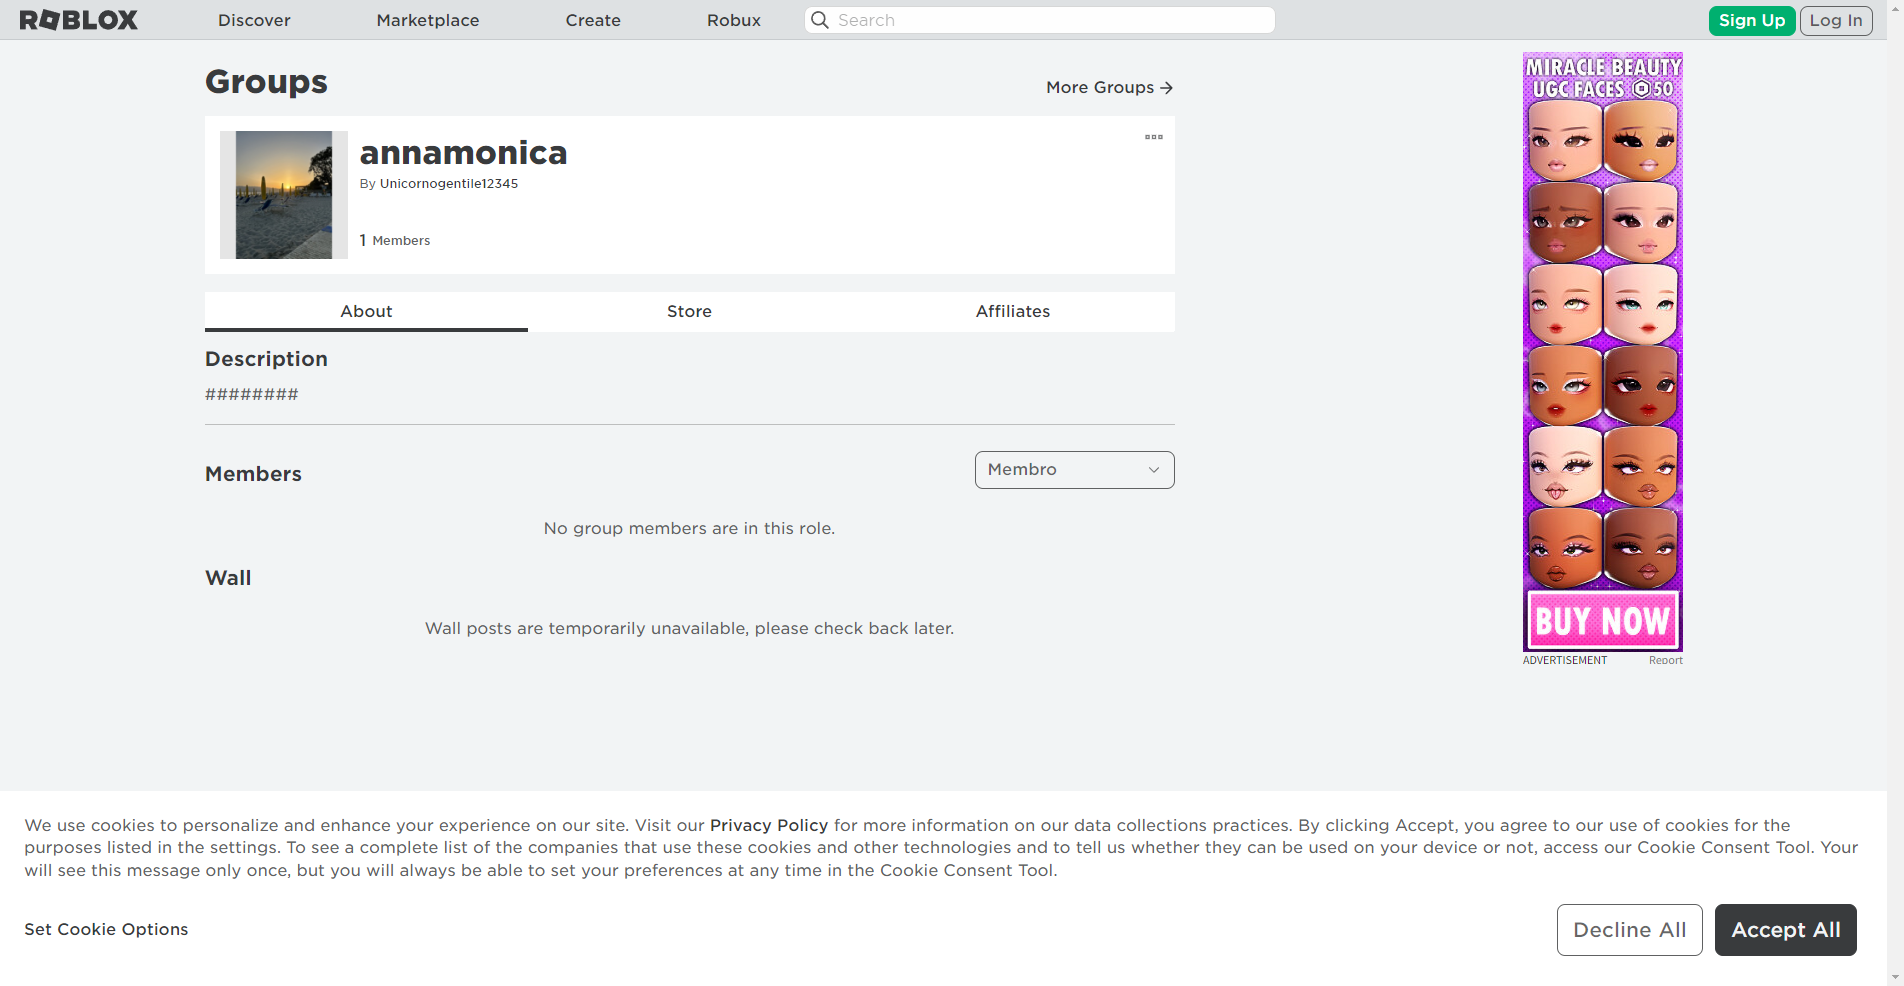 ROBLOX
Discover
Marketplace
Create
Robux
Search
Sign Up
Log In
Groups
More Groups
annamonica
By Unicornogentile12345
1 Members
About
Store
Affiliates
Description
########
Members
Membro
No group members are in this role.
Wall
Wall posts are temporarily unavailable, please check back later.
MIRACLE BEAUTY
UGC FACES 50
BUY NOW
ADVERTISEMENT
Report
We use cookies to personalize and enhance your experience on our site. Visit our Privacy Policy for more information on our data collections practices. By clicking Accept, you agree to our use of cookies for the
purposes listed in the settings. To see a complete list of the companies that use these cookies and other technologies and to tell us whether they can be used on your device or not, access our Cookie Consent Tool. Your
will see this message only once, but you will always be able to set your preferences at any time in the Cookie Consent Tool.
Set Cookie Options
Decline All
Accept All